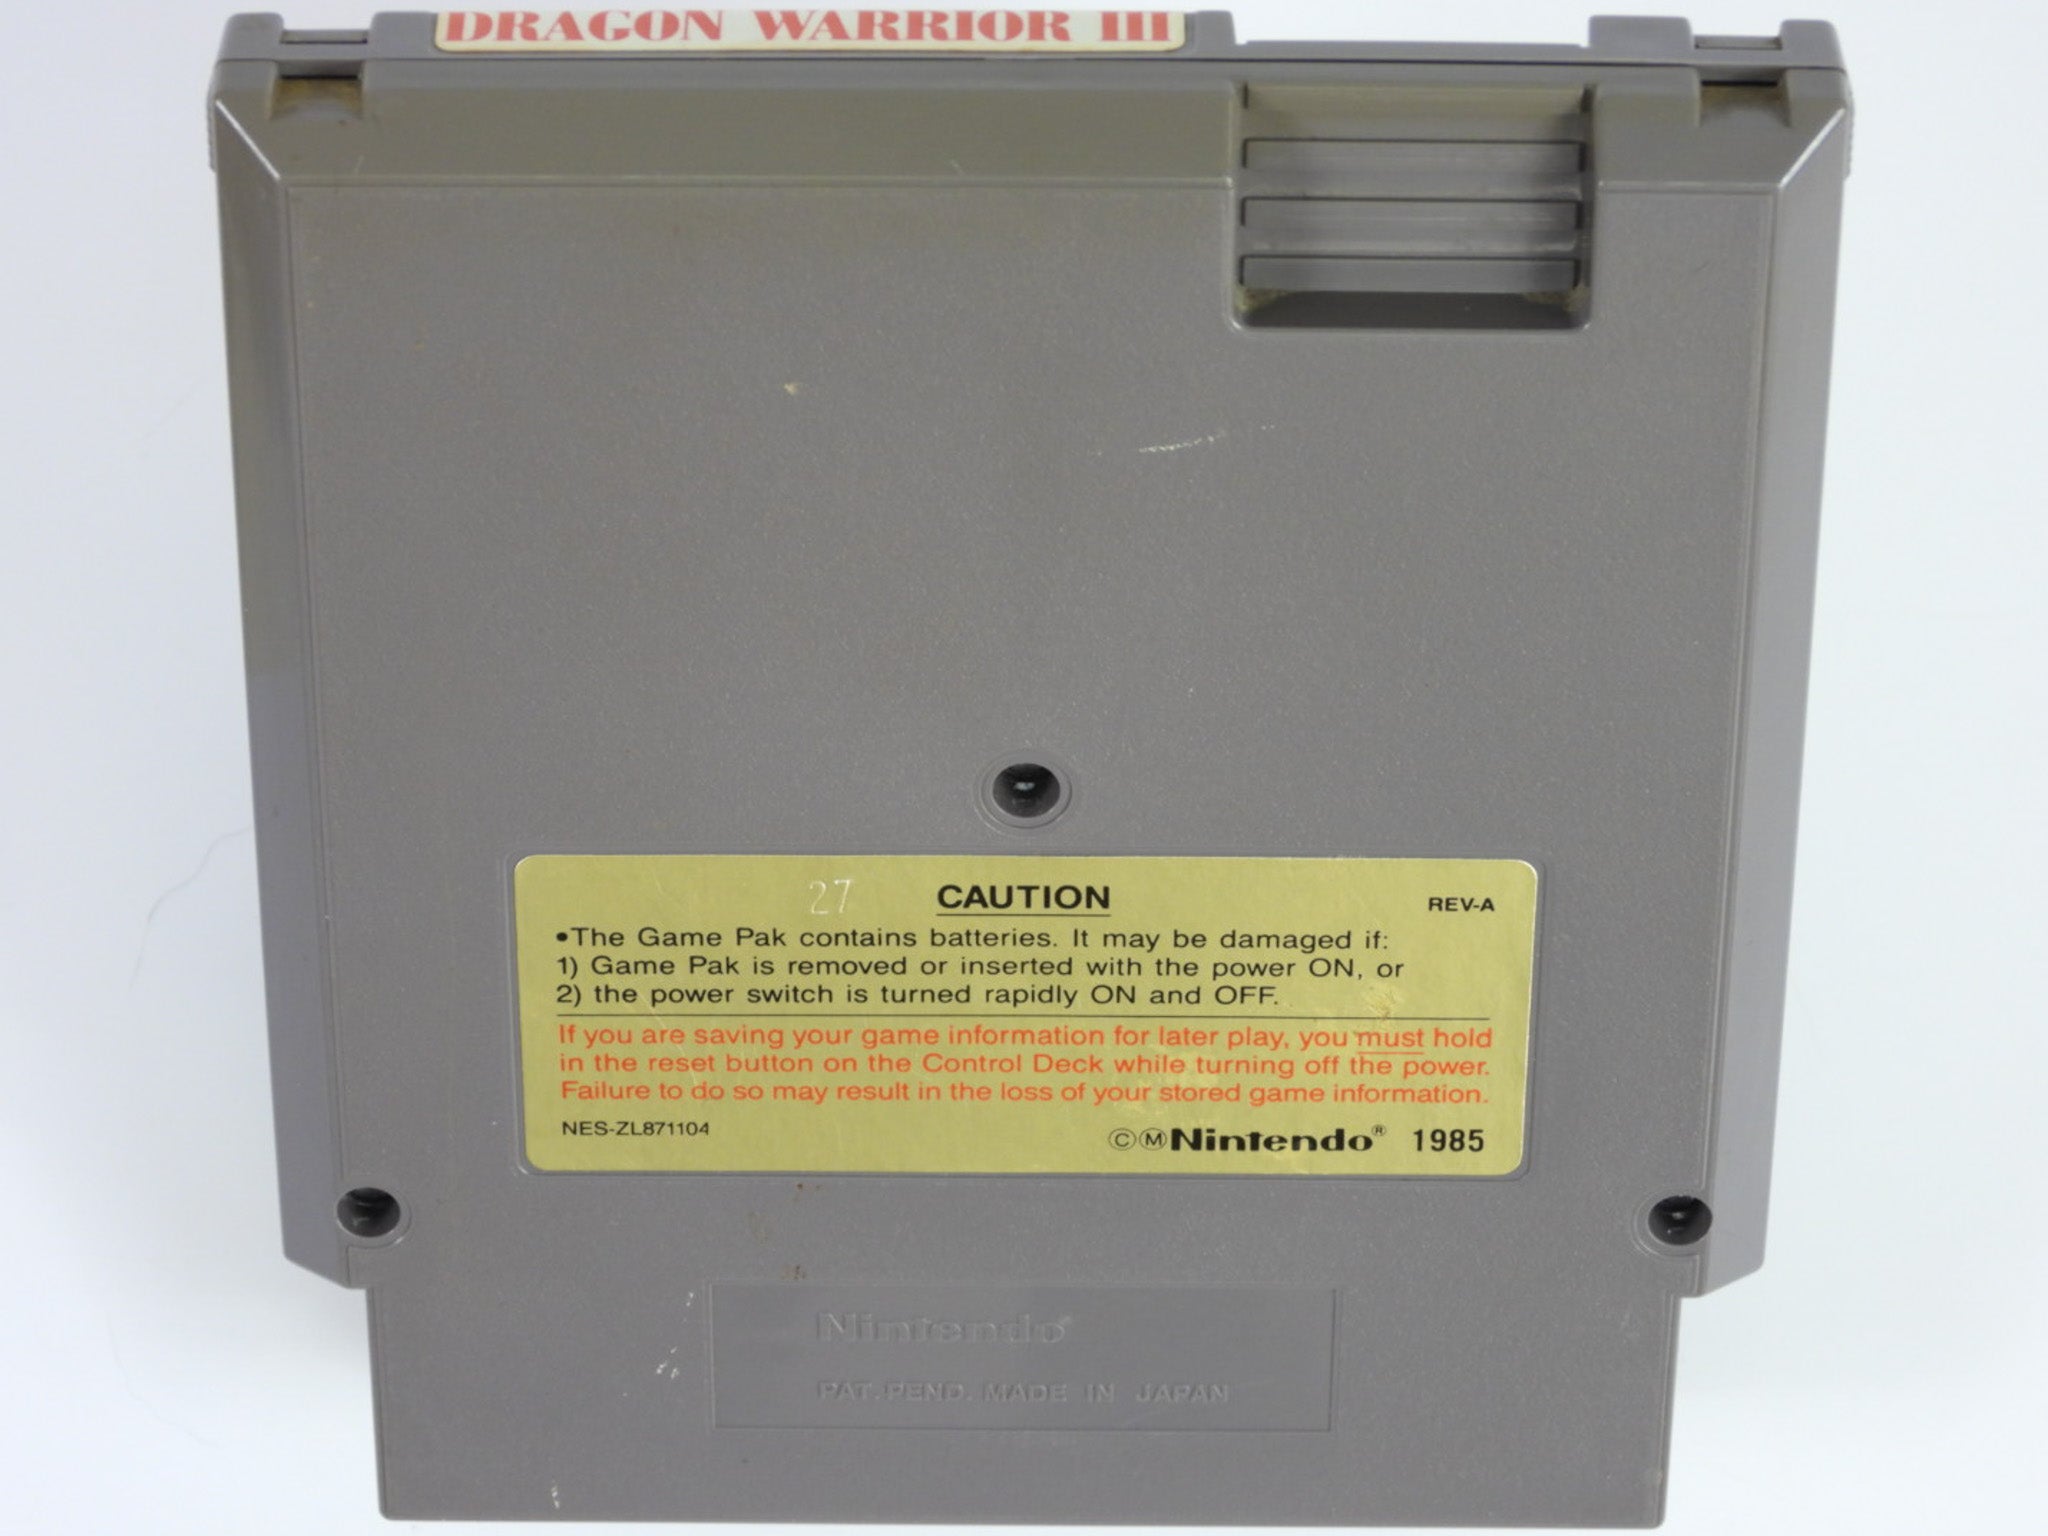 DRAGON WARRIOR III
27
CAUTION
REV-A
•The Game Pak contains batteries. It may be damaged if:
1) Game Pak is removed or inserted with the power ON, or
2) the power switch is turned rapidly ON and OFF.
If you are saving your game information for later play, you must hold
in the reset button on the Control Deck while turning off the power.
Failure to do so may result in the loss of your stored game information.
NES-ZL871104
ⒸⓂNintendo® 1985
Nintendo®
PAT. PEND. MADE IN JAPAN